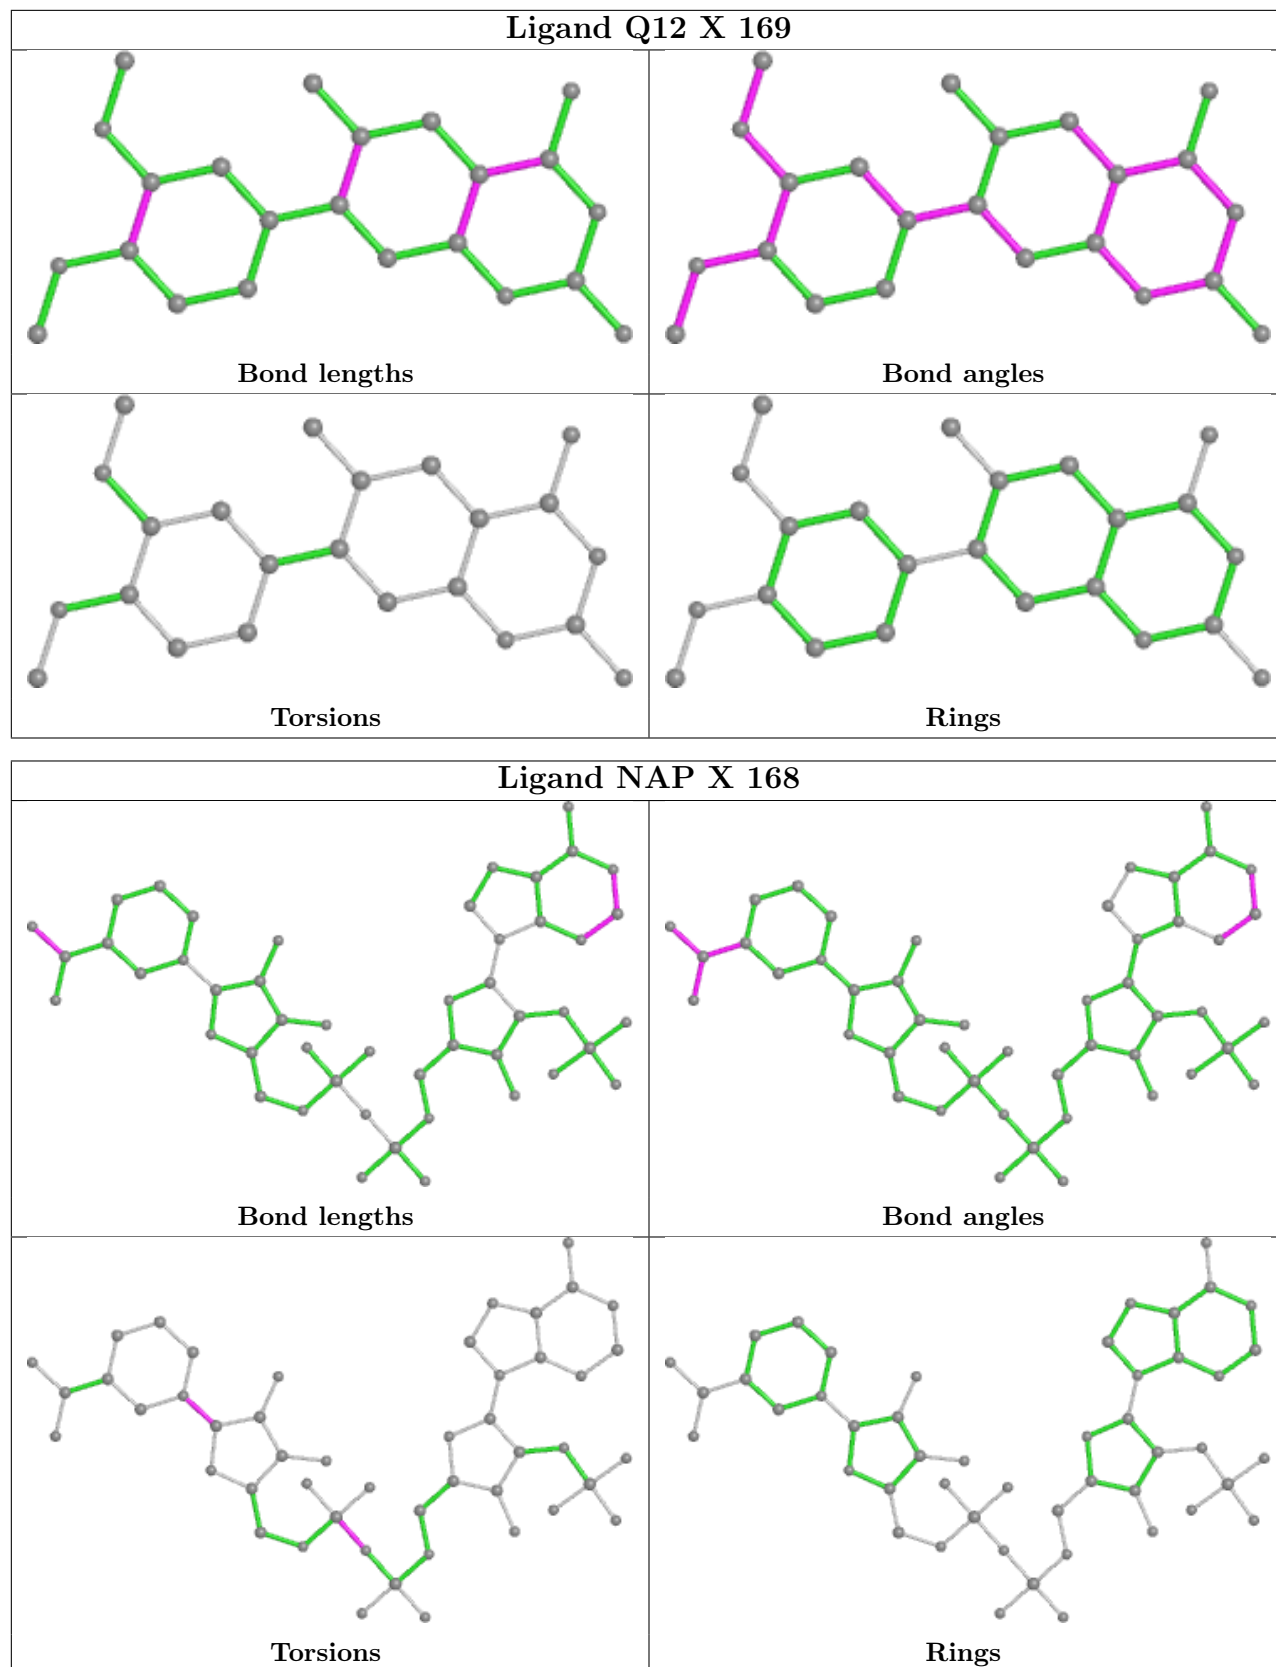 Ligand Q12 X 169
Bond lengths
Bond angles
Torsions
Rings
Ligand NAP X 168
Bond lengths
Bond angles
Torsions
Rings